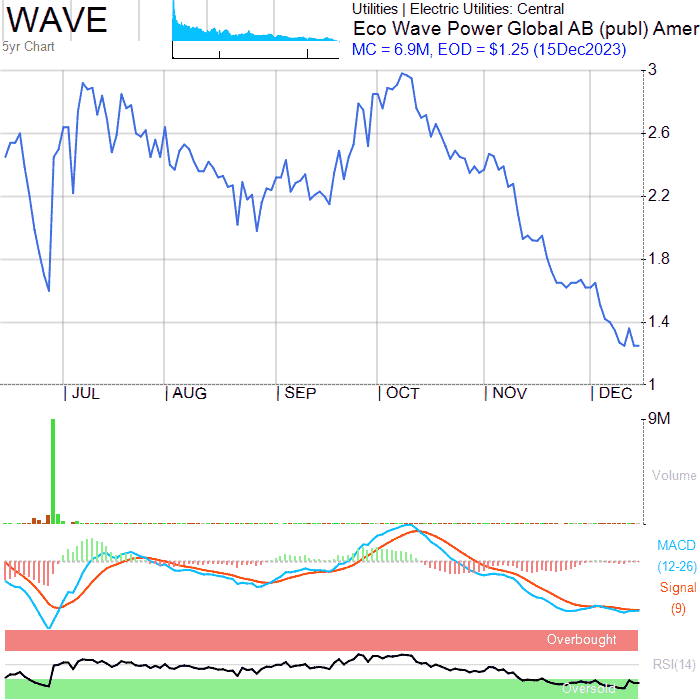 WAVE
5yr Chart
Utilities | Electric Utilities: Central
Eco Wave Power Global AB (publ) Amer
MC = 6.9M, EOD = $1.25 (15Dec2023)
3
2.6
2.2
1.8
1.4
1
JUL AUG SEP OCT NOV DEC
9M
Volume
MACD
(12-26)
Signal
(9)
Overbought
RSI(14)
Oversold